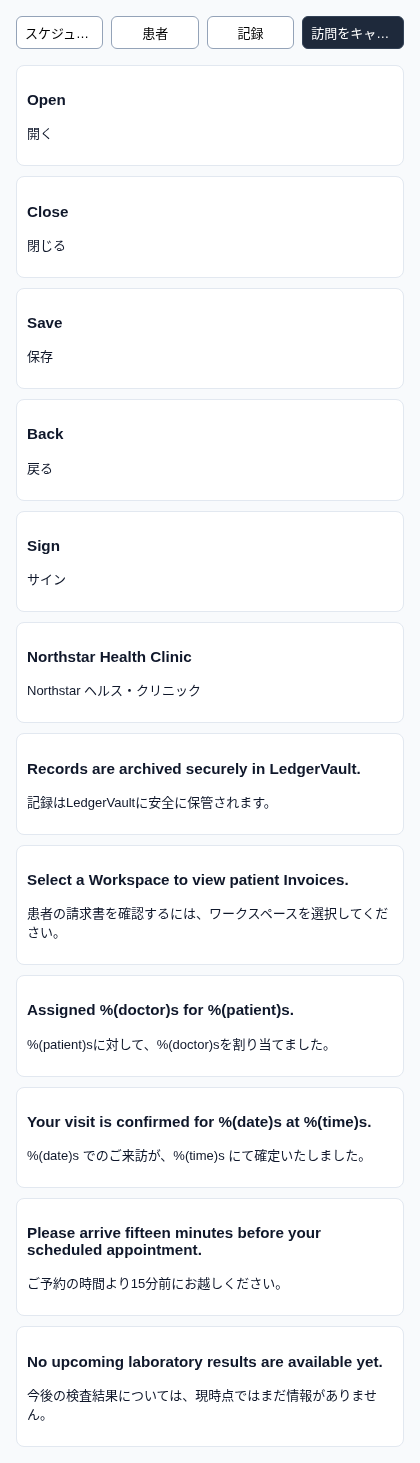 スケジュ…
患者
記録
訪問をキャ…
Open
開く
Close
閉じる
Save
保存
Back
戻る
Sign
サイン
Northstar Health Clinic
Northstar ヘルス・クリニック
Records are archived securely in LedgerVault.
記録はLedgerVaultに安全に保管されます。
Select a Workspace to view patient Invoices.
患者の請求書を確認するには、ワークスペースを選択してくだ
さい。
Assigned %(doctor)s for %(patient)s.
%(patient)sに対して、%(doctor)sを割り当てました。
Your visit is confirmed for %(date)s at %(time)s.
%(date)s でのご来訪が、%(time)s にて確定いたしました。
Please arrive fifteen minutes before your
scheduled appointment.
ご予約の時間より15分前にお越しください。
No upcoming laboratory results are available yet.
今後の検査結果については、現時点ではまだ情報がありませ
ん。